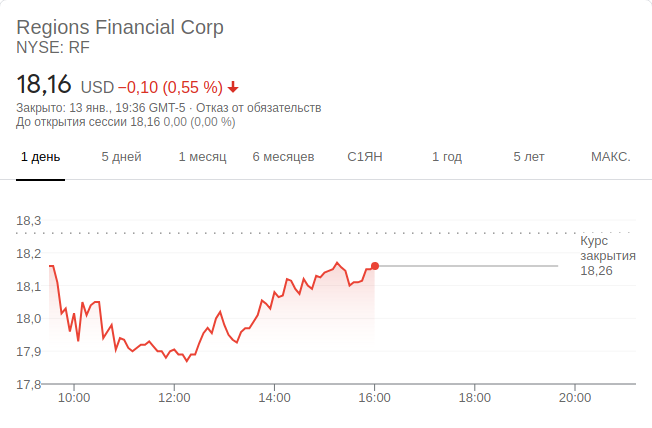 Regions Financial Corp
NYSE: RF
18,16 USD −0,10 (0,55 %)
Закрыто: 13 янв., 19:36 GMT-5 · Отказ от обязательств
До открытия сессии 18,16 0,00 (0,00 %)
1 день 5 дней 1 месяц 6 месяцев С1ЯН 1 год 5 лет МАКС.
18,3
Курс
закрытия
18,26
18,2
18,1
18,0
17,9
17,8
10:00 12:00 14:00 16:00 18:00 20:00